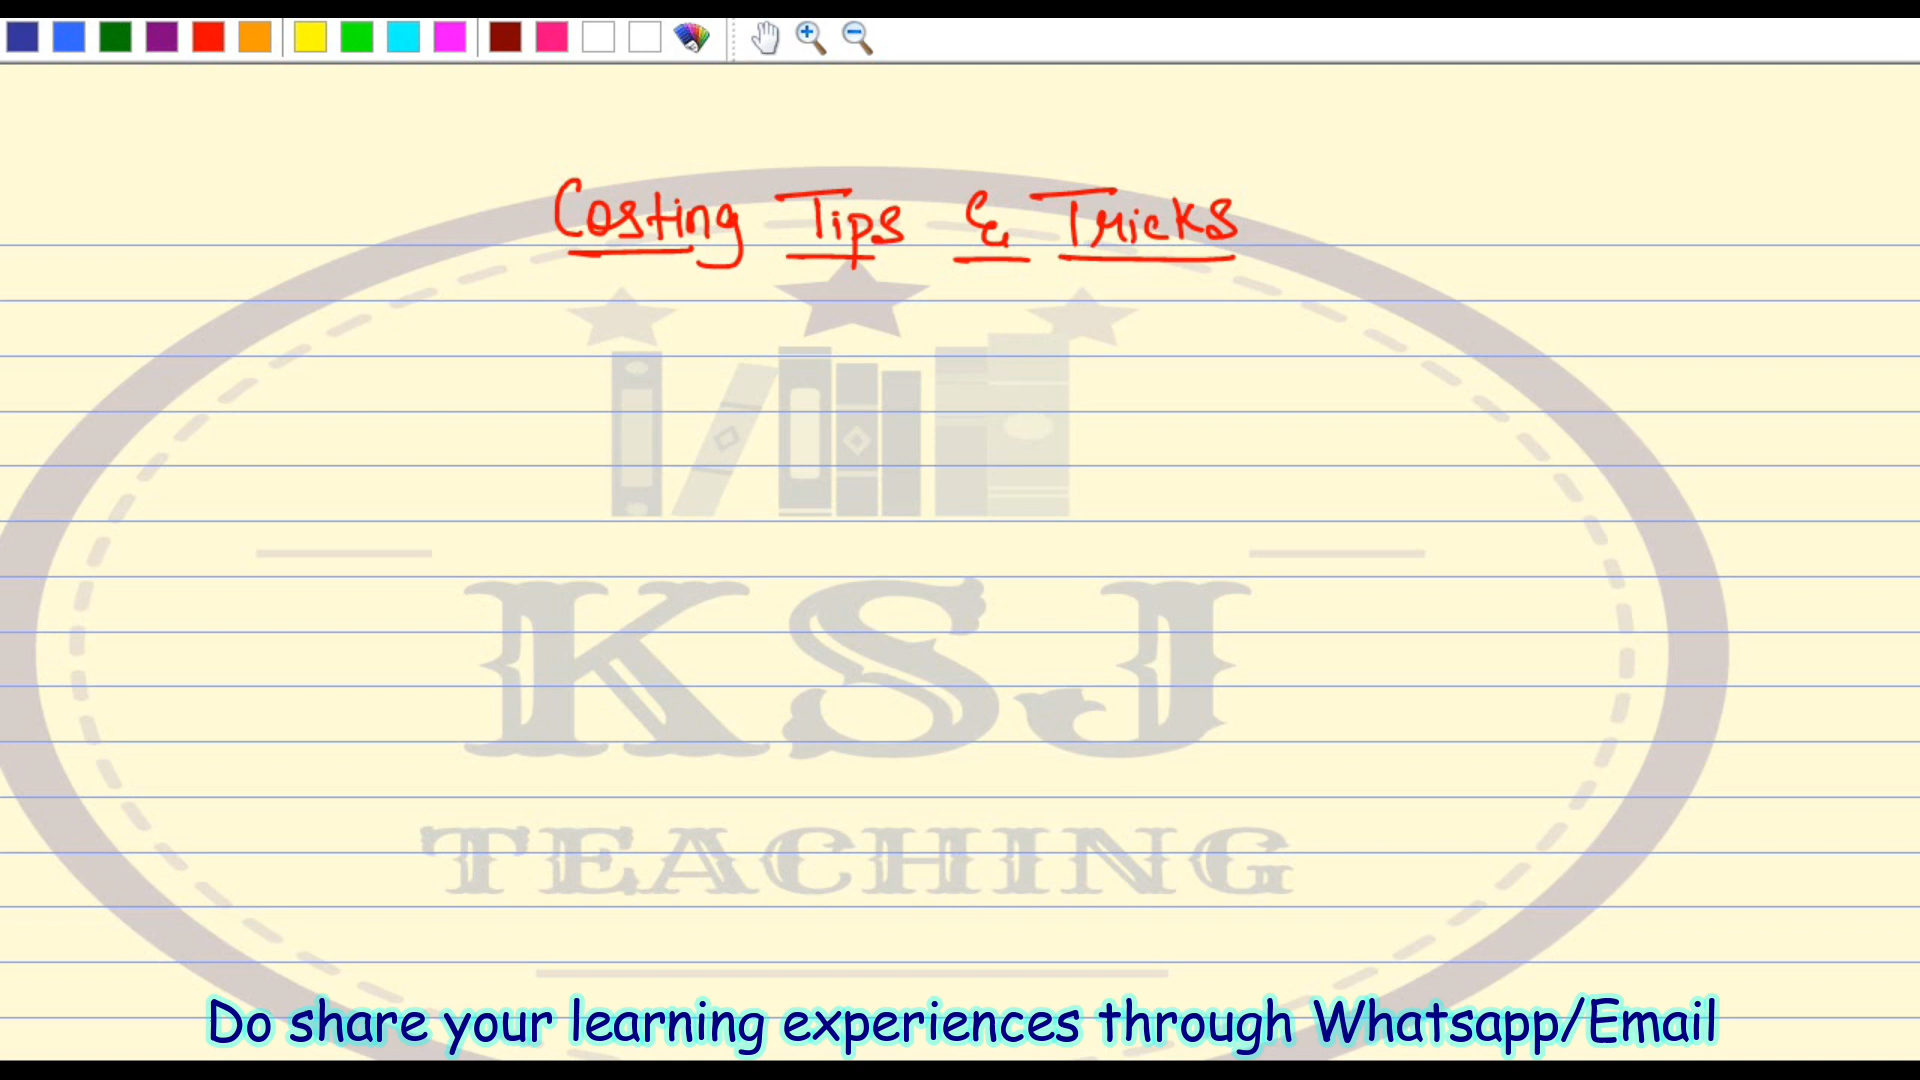 Costing Tips & Tricks
KSJ
TEACHING
Do share your learning experiences through Whatsapp/Email